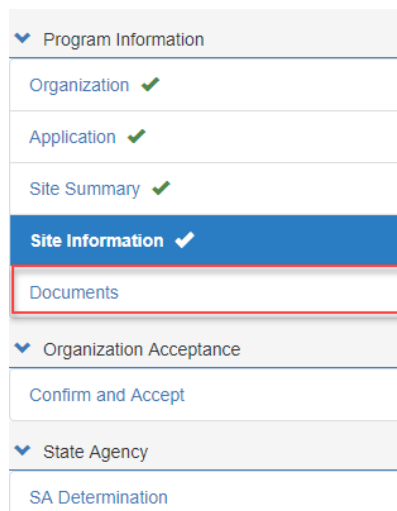 Program Information
Organization
Application
Site Summary
Site Information
Documents
Organization Acceptance
Confirm and Accept
State Agency
SA Determination